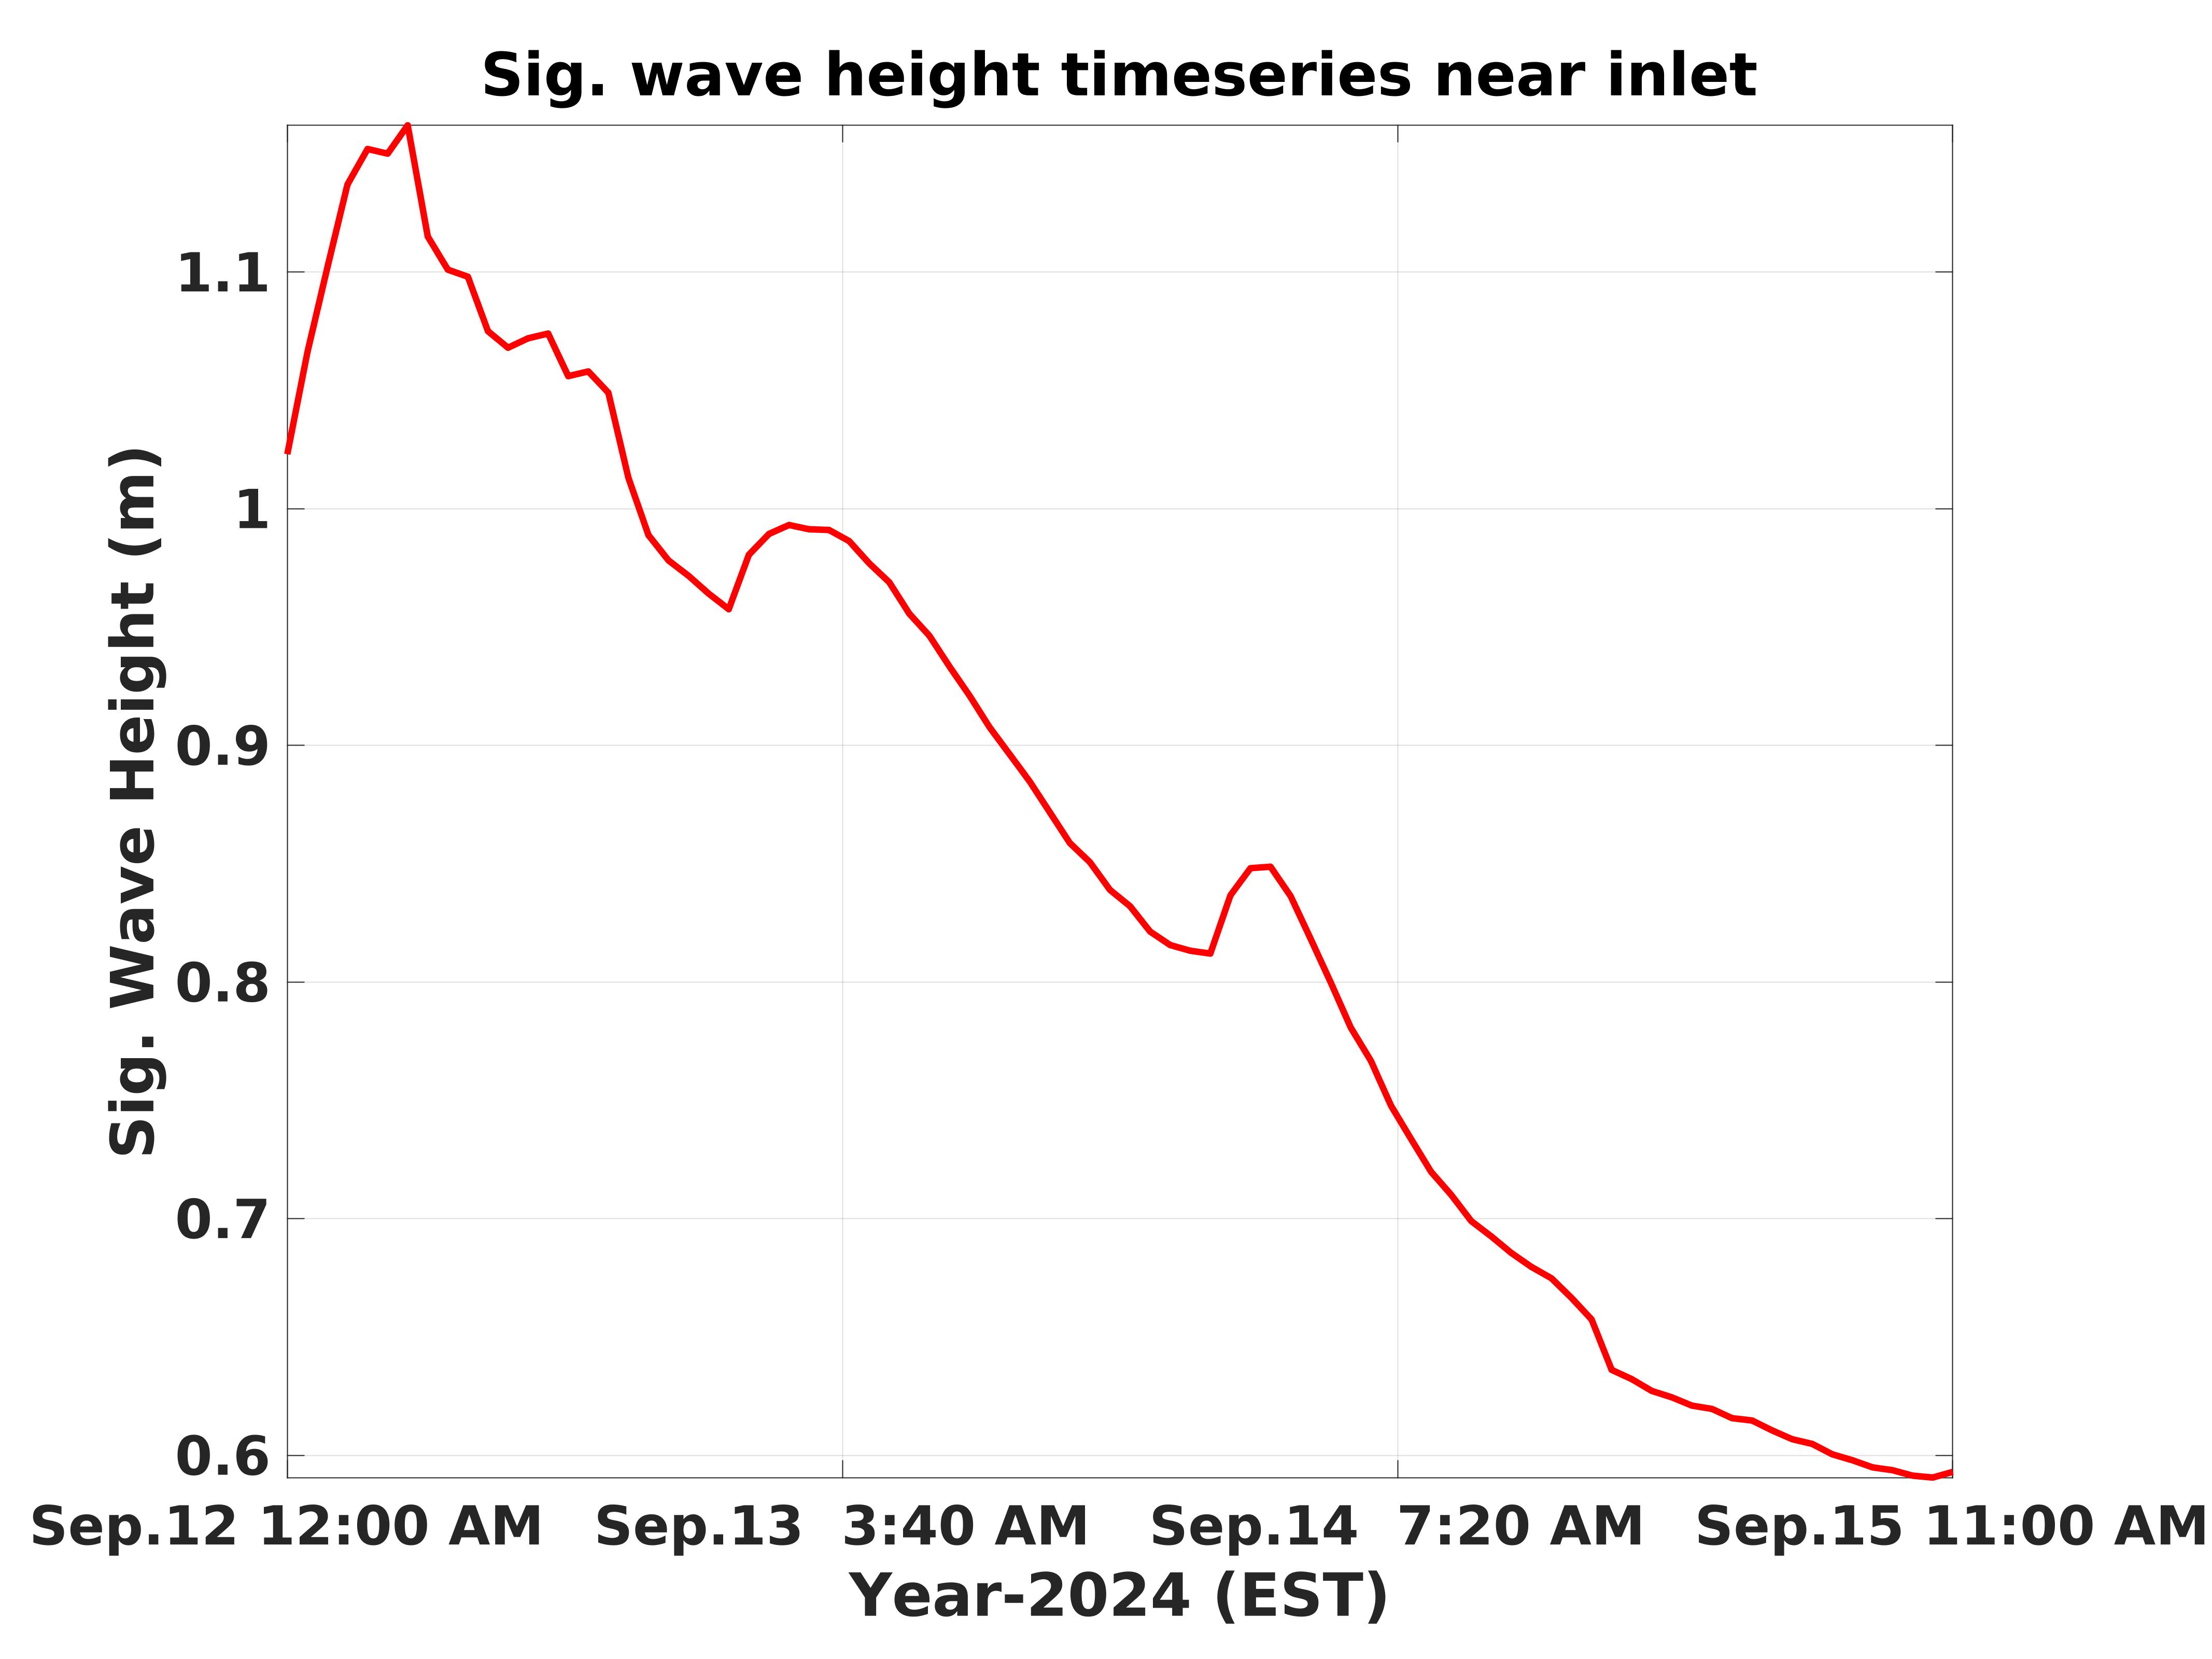 Sig. wave height timeseries near inlet
Sig. Wave Height (m)
1.1
1
0.9
0.8
0.7
0.6
Sep.12 12:00 AM Sep.13 3:40 AM Sep.14 7:20 AM Sep.15 11:00 AM
Year-2024 (EST)